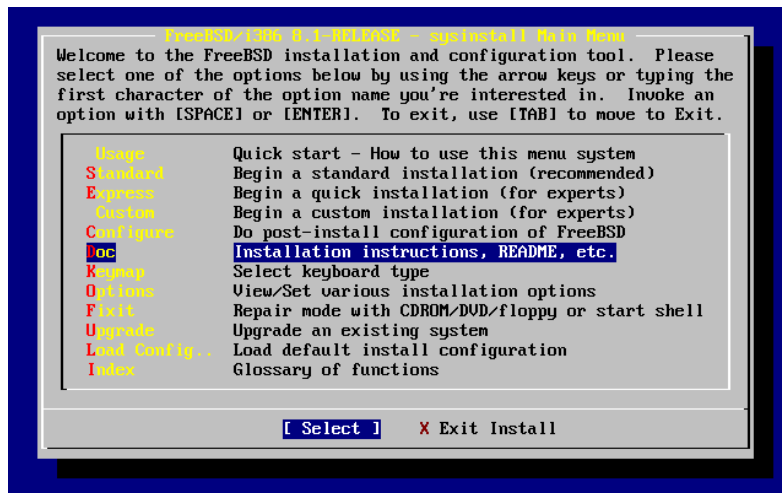 FreeBSD/i386 8.1-RELEASE - sysinstall Main Menu
Welcome to the FreeBSD installation and configuration tool.  Please
select one of the options below by using the arrow keys or typing the
first character of the option name you're interested in.  Invoke an
option with [SPACE] or [ENTER].  To exit, use [TAB] to move to Exit.
Usage Quick start - How to use this menu system
Standard Begin a standard installation (recommended)
Express Begin a quick installation (for experts)
Custom Begin a custom installation (for experts)
Configure Do post-install configuration of FreeBSD
Doc Installation instructions, README, etc.
Keymap Select keyboard type
Options View/Set various installation options
Fixit Repair mode with CDROM/DVD/floppy or start shell
Upgrade Upgrade an existing system
Load Config.. Load default install configuration
Index Glossary of functions
[ Select ] X Exit Install